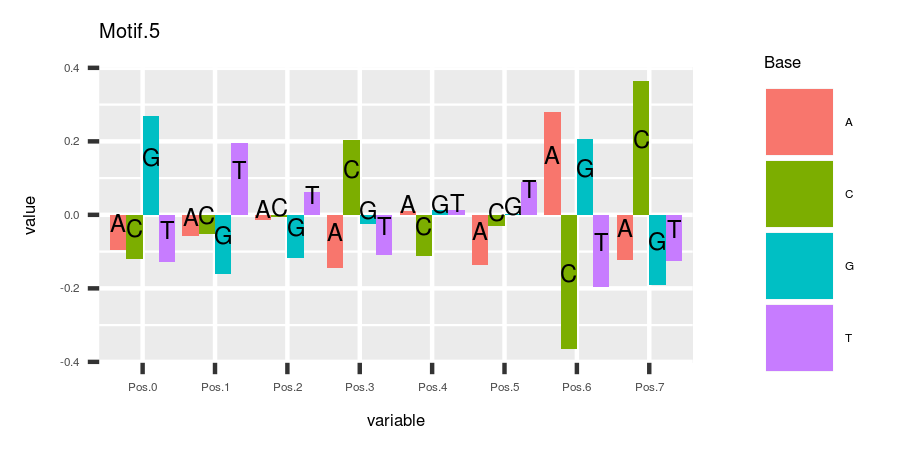 Motif.5
value
0.4
0.2
0.0
-0.2
-0.4
A C G T A C G T A C G T A C G T A C G T A C G T A C G T A C G T
Pos.0 Pos.1 Pos.2 Pos.3 Pos.4 Pos.5 Pos.6 Pos.7
variable
Base
A
C
G
T